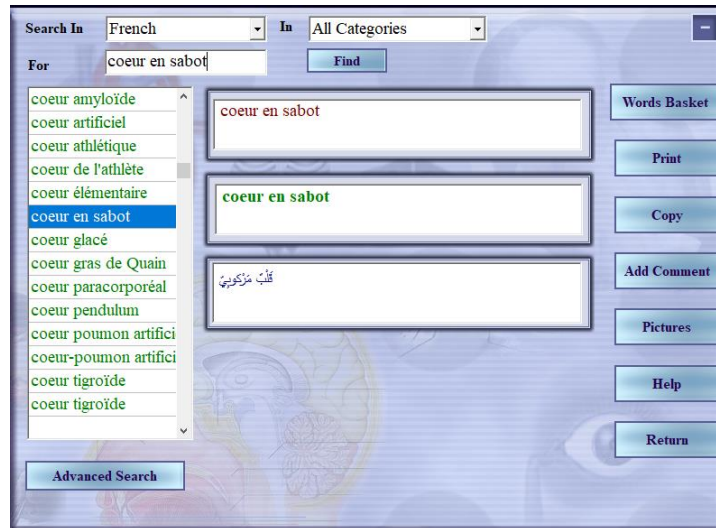 Search In French In All Categories
For coeur en sabot Find
coeur amyloïde
coeur artificiel
coeur athlétique
coeur de l'athlète
coeur élémentaire
coeur en sabot
coeur glacé
coeur gras de Quain
coeur paracorporéal
coeur pendulum
coeur poumon artifici
coeur-poumon artifici
coeur tigroïde
coeur tigroïde
Advanced Search
coeur en sabot
coeur en sabot
قَلْبٌ مَرْكوبِيّ
Words Basket
Print
Copy
Add Comment
Pictures
Help
Return